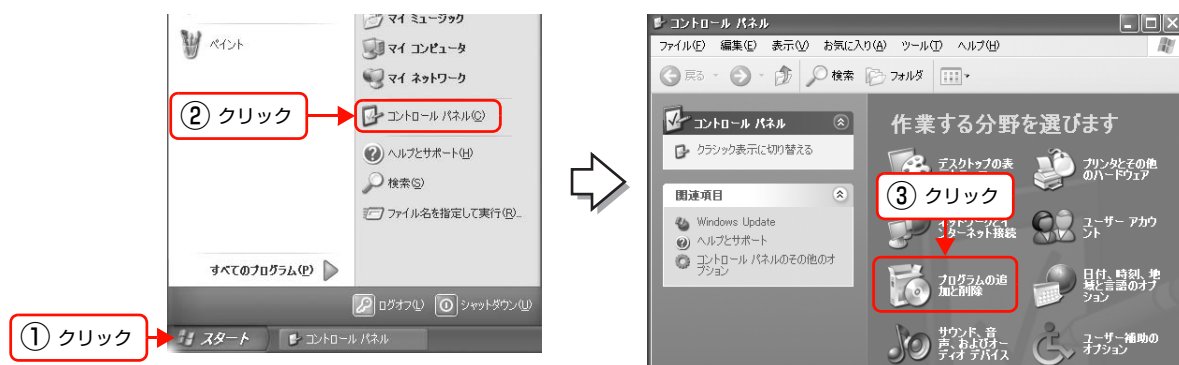 マイ ミュージック
ペイント
マイ コンピュータ
マイ ネットワーク
② クリック
コントロール パネル(C)
ヘルプとサポート(H)
検索(S)
ファイル名を指定して実行(R)...
すべてのプログラム(P)
ログオフ(L)
シャットダウン(U)
① クリック
スタート
コントロール パネル
コントロール パネル
ファイル(F) 編集(E) 表示(V) お気に入り(A) ツール(T) ヘルプ(H)
戻る 検索 フォルダ
コントロール パネル
クラシック表示に切り替える
関連項目
Windows Update
ヘルプとサポート
コントロール パネルのその他のオ
プション
作業する分野を選びます
デスクトップの表
プリンタとその他
のハードウェア
③ クリック
ネットワークとイ
ンターネット接続
ユーザー アカウ
ント
プログラムの追
加と削除
日付、時刻、地
域と言語のオプ
ション
サウンド、音
声、およびオー
ディオ デバイス
ユーザー補助の
オプション